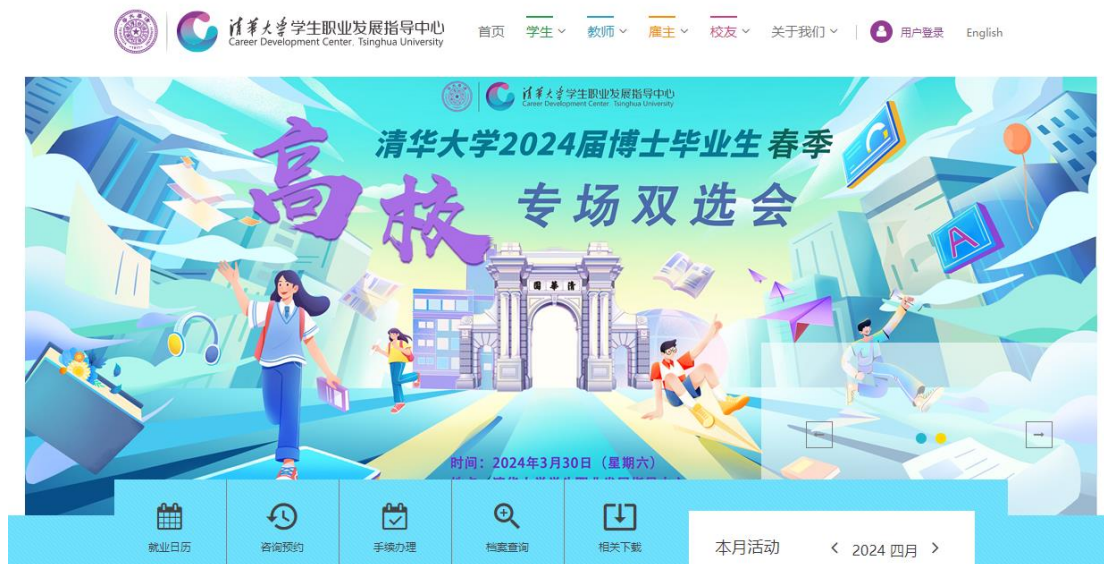 清华大学学生职业发展指导中心
Career Development Center, Tsinghua University
首页 学生 教师 雇主 校友 关于我们 用户登录 English
清华大学学生职业发展指导中心
Career Development Center Tsinghua University
清华大学2024届博士毕业生春季
高校
专场双选会
園華清
A
时间：2024年3月30日（星期六）
就业日历 咨询预约 手续办理 档案查询 相关下载
本月活动 2024 四月